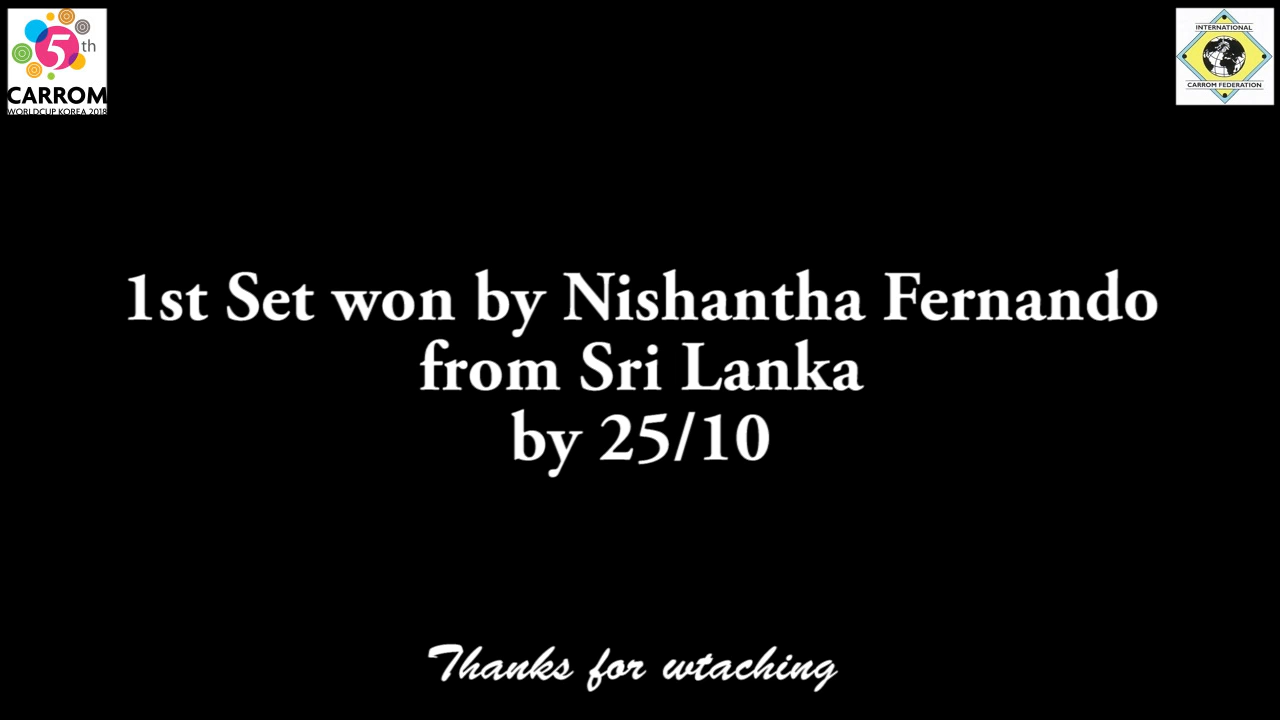 5th
CARROM
WORLDCUP KOREA 2018
INTERNATIONAL
CARROM FEDERATION
1st Set won by Nishantha Fernando
from Sri Lanka
by 25/10
Thanks for wtaching